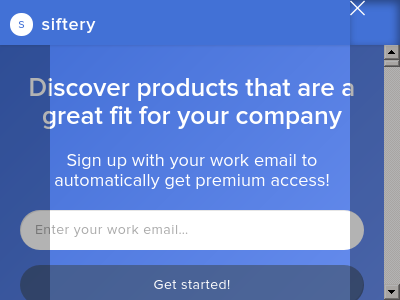 s siftery
Discover products that are a
great fit for your company
Sign up with your work email to
automatically get premium access!
Enter your work email...
Get started!